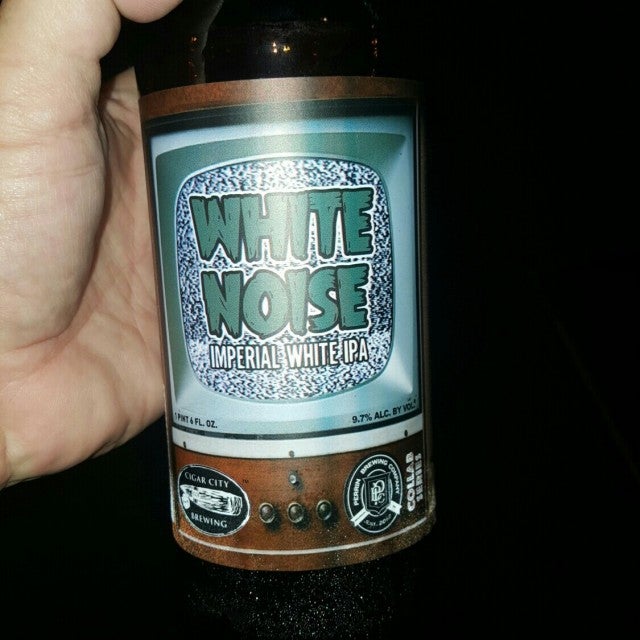 WHITE
NOISE
IMPERIAL WHITE IPA
1 PINT 6 FL. OZ.
9.7% ALC. BY VOL.
CIGAR CITY
BREWING
PERRIN BREWING COMPANY
COLLAB
SERIES